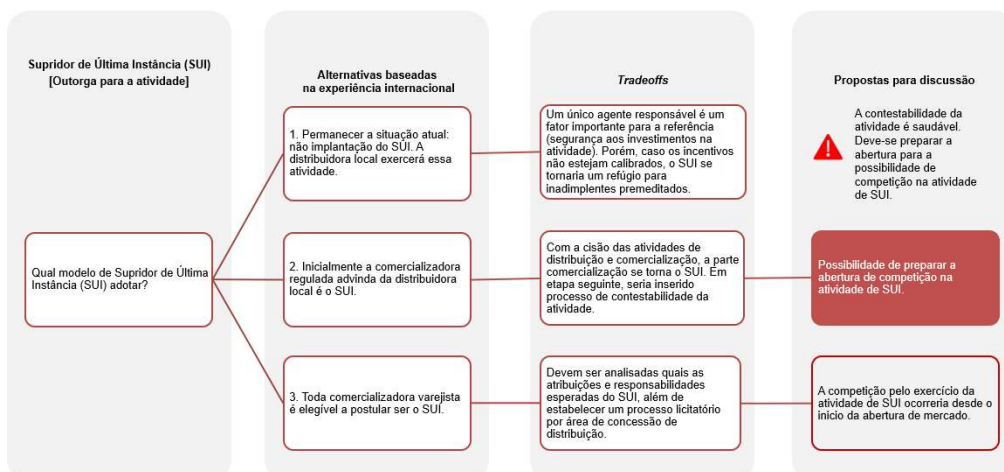 Supridor de Última Instância (SUI)
[Outorga para a atividade]
Qual modelo de Supridor de Última
Instância (SUI) adotar?
Alternativas baseadas
na experiência internacional
1. Permanecer a situação atual:
não implantação do SUI. A
distribuidora local exercerá essa
atividade.
2. Inicialmente a comercializadora
regulada advinda da distribuidora
local é o SUI.
3. Toda comercializadora varejista
é elegível a postular ser o SUI.
Tradeoffs
Um único agente responsável é um
fator importante para a referência
(segurança aos investimentos na
atividade). Porém, caso os incentivos
não estejam calibrados, o SUI se
tornaria um refúgio para
inadimplentes premeditados.
Com a cisão das atividades de
distribuição e comercialização, a parte
comercialização se torna o SUI. Em
etapa seguinte, seria inserido
processo de contestabilidade da
atividade.
Devem ser analisadas quais as
atribuições e responsabilidades
esperadas do SUI, além de
estabelecer um processo licitatório
por área de concessão de
distribuição.
Propostas para discussão
A contestabilidade da
atividade é saudável.
Deve-se preparar a
abertura para a
possibilidade de
competição na atividade
de SUI.
Possibilidade de preparar a
abertura de competição na
atividade de SUI.
A competição pelo exercício da
atividade de SUI ocorreria desde o
inicio da abertura de mercado.